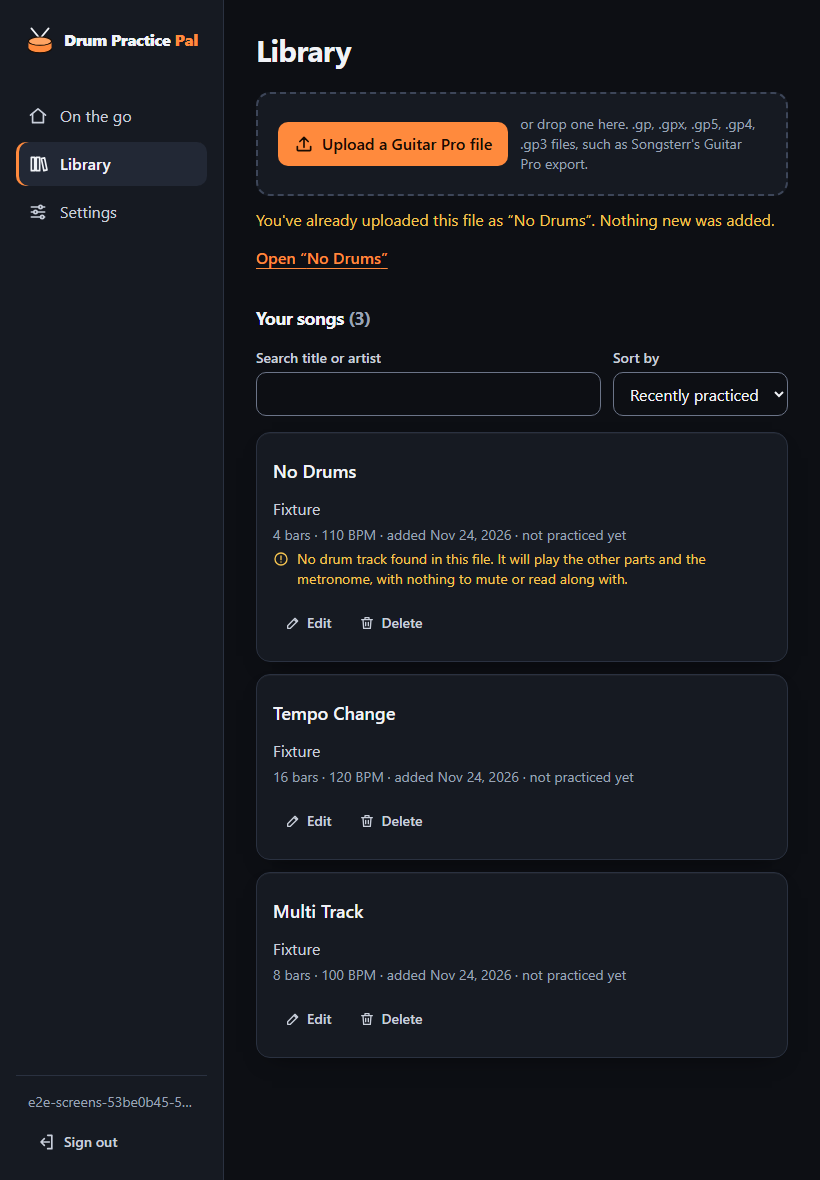 Drum Practice Pal
On the go
Library
Settings
e2e-screens-53be0b45-5...
Sign out
Library
Upload a Guitar Pro file
or drop one here. .gp, .gpx, .gp5, .gp4,
.gp3 files, such as Songsterr's Guitar
Pro export.
You've already uploaded this file as “No Drums”. Nothing new was added.
Open “No Drums”
Your songs (3)
Search title or artist
Sort by
Recently practiced
No Drums
Fixture
4 bars · 110 BPM · added Nov 24, 2026 · not practiced yet
No drum track found in this file. It will play the other parts and the
metronome, with nothing to mute or read along with.
Edit
Delete
Tempo Change
Fixture
16 bars · 120 BPM · added Nov 24, 2026 · not practiced yet
Edit
Delete
Multi Track
Fixture
8 bars · 100 BPM · added Nov 24, 2026 · not practiced yet
Edit
Delete